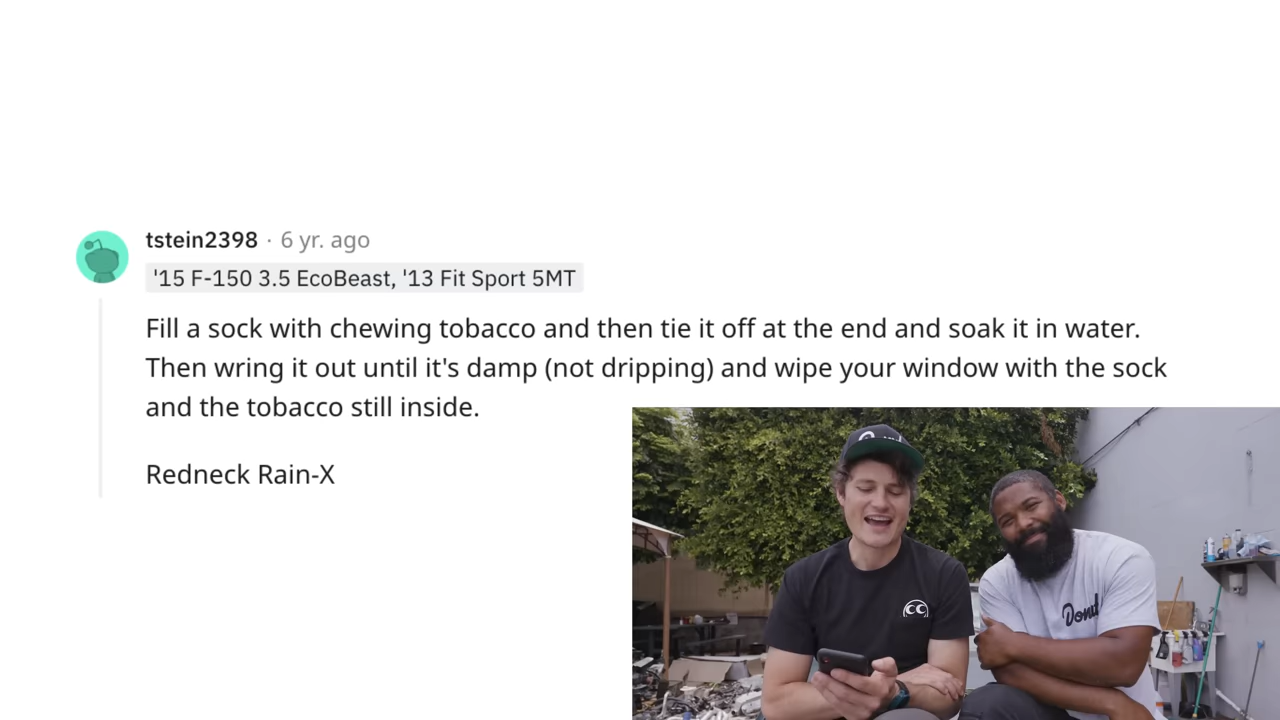 tstein2398 · 6 yr. ago
'15 F-150 3.5 EcoBeast, '13 Fit Sport 5MT
Fill a sock with chewing tobacco and then tie it off at the end and soak it in water.
Then wring it out until it's damp (not dripping) and wipe your window with the sock
and the tobacco still inside.
Redneck Rain-X
Donut